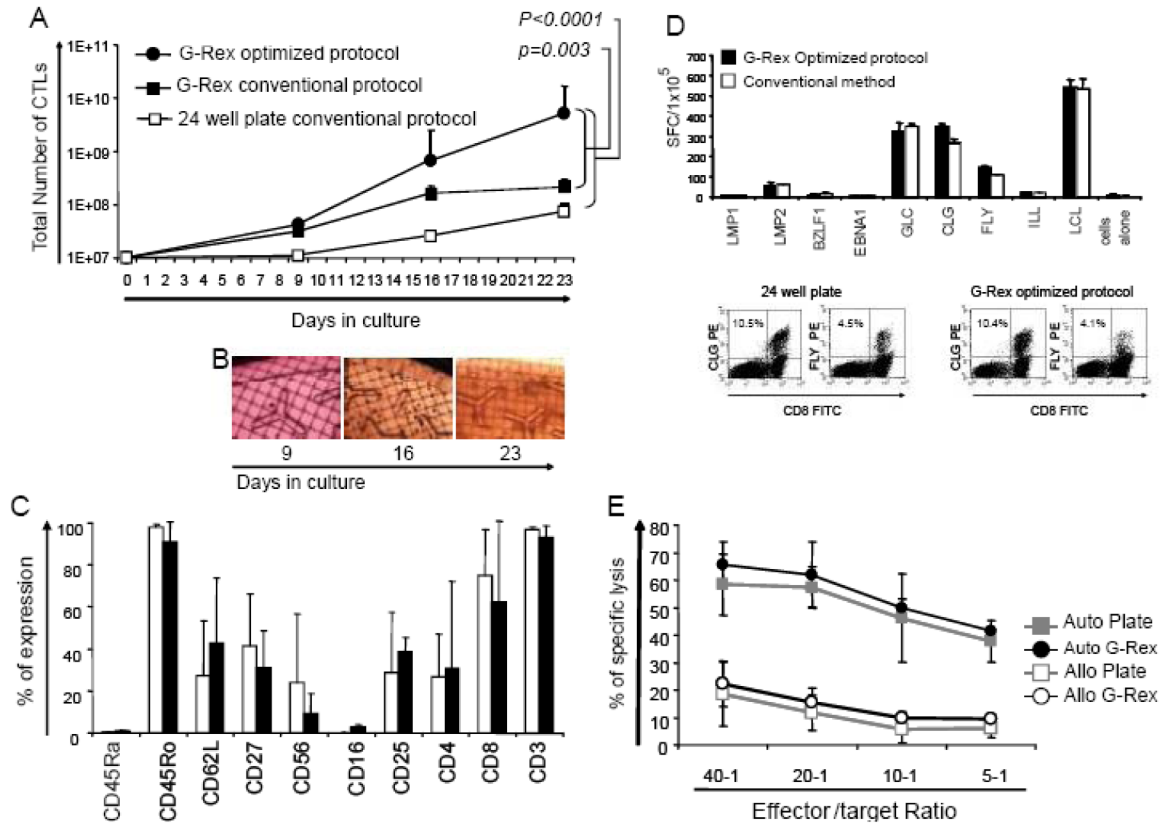 A
P<0.0001
p=0.003
Total Number of CTLs
1E+11
1E+10
1E+09
1E+08
1E+07
G-Rex optimized protocol
G-Rex conventional protocol
24 well plate conventional protocol
0 1 2 3 4 5 6 7 8 9 10 11 12 13 14 15 16 17 18 19 20 21 22 23
Days in culture
B
9 16 23
Days in culture
C
% of expression
100
80
60
40
20
0
CD45Ra
CD45Ro
CD62L
CD27
CD56
CD16
CD25
CD4
CD8
CD3
D
G-Rex Optimized protocol
Conventional method
SFC/1x10^5
700
600
500
400
300
200
100
0
LMP1
LMP2
BZLF1
EBNA1
GLC
CLG
FLY
ILL
LCL
cells
alone
24 well plate
G-Rex optimized protocol
CLG PE
10.5%
FLY PE
4.5%
CLG PE
10.4%
FLY PE
4.1%
CD8 FITC
CD8 FITC
E
% of specific lysis
80
70
60
50
40
30
20
10
0
Auto Plate
Auto G-Rex
Allo Plate
Allo G-Rex
40-1 20-1 10-1 5-1
Effector/target Ratio